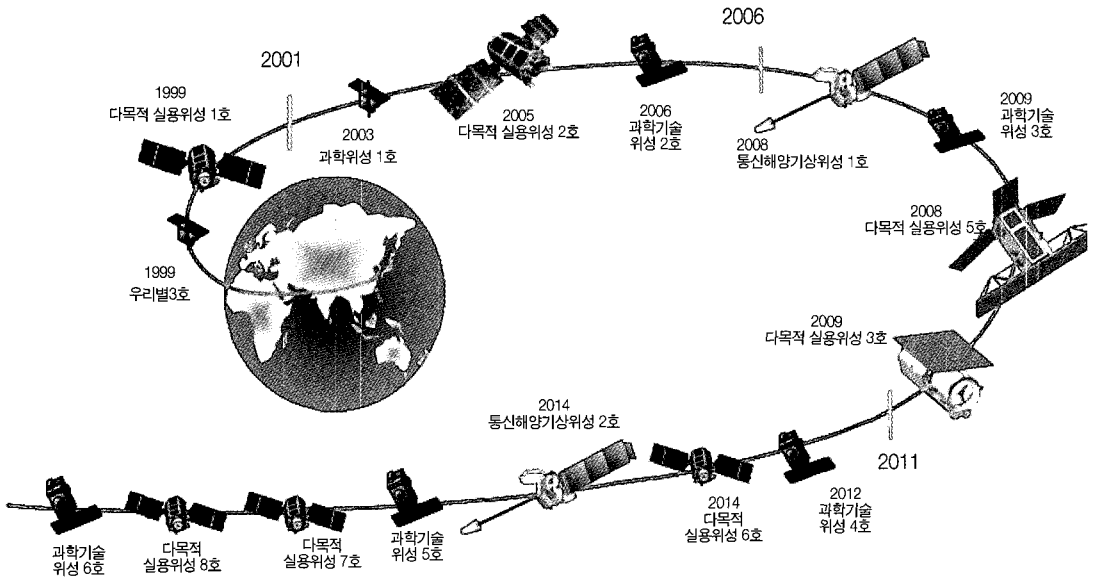 1999
우리별3호
1999
다목적 실용위성 1호
2001
2003
과학위성 1호
2005
다목적 실용위성 2호
2006
과학기술
위성 2호
2006
2008
통신해양기상위성 1호
2009
과학기술
위성 3호
2008
다목적 실용위성 5호
2009
다목적 실용위성 3호
2011
2012
과학기술
위성 4호
2014
다목적
실용위성 6호
2014
통신해양기상위성 2호
과학기술
위성 5호
다목적
실용위성 7호
다목적
실용위성 8호
과학기술
위성 6호